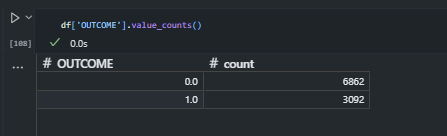 df['OUTCOME'].value_counts()
[108]
0.0s
# OUTCOME # count
0.0 6862
1.0 3092